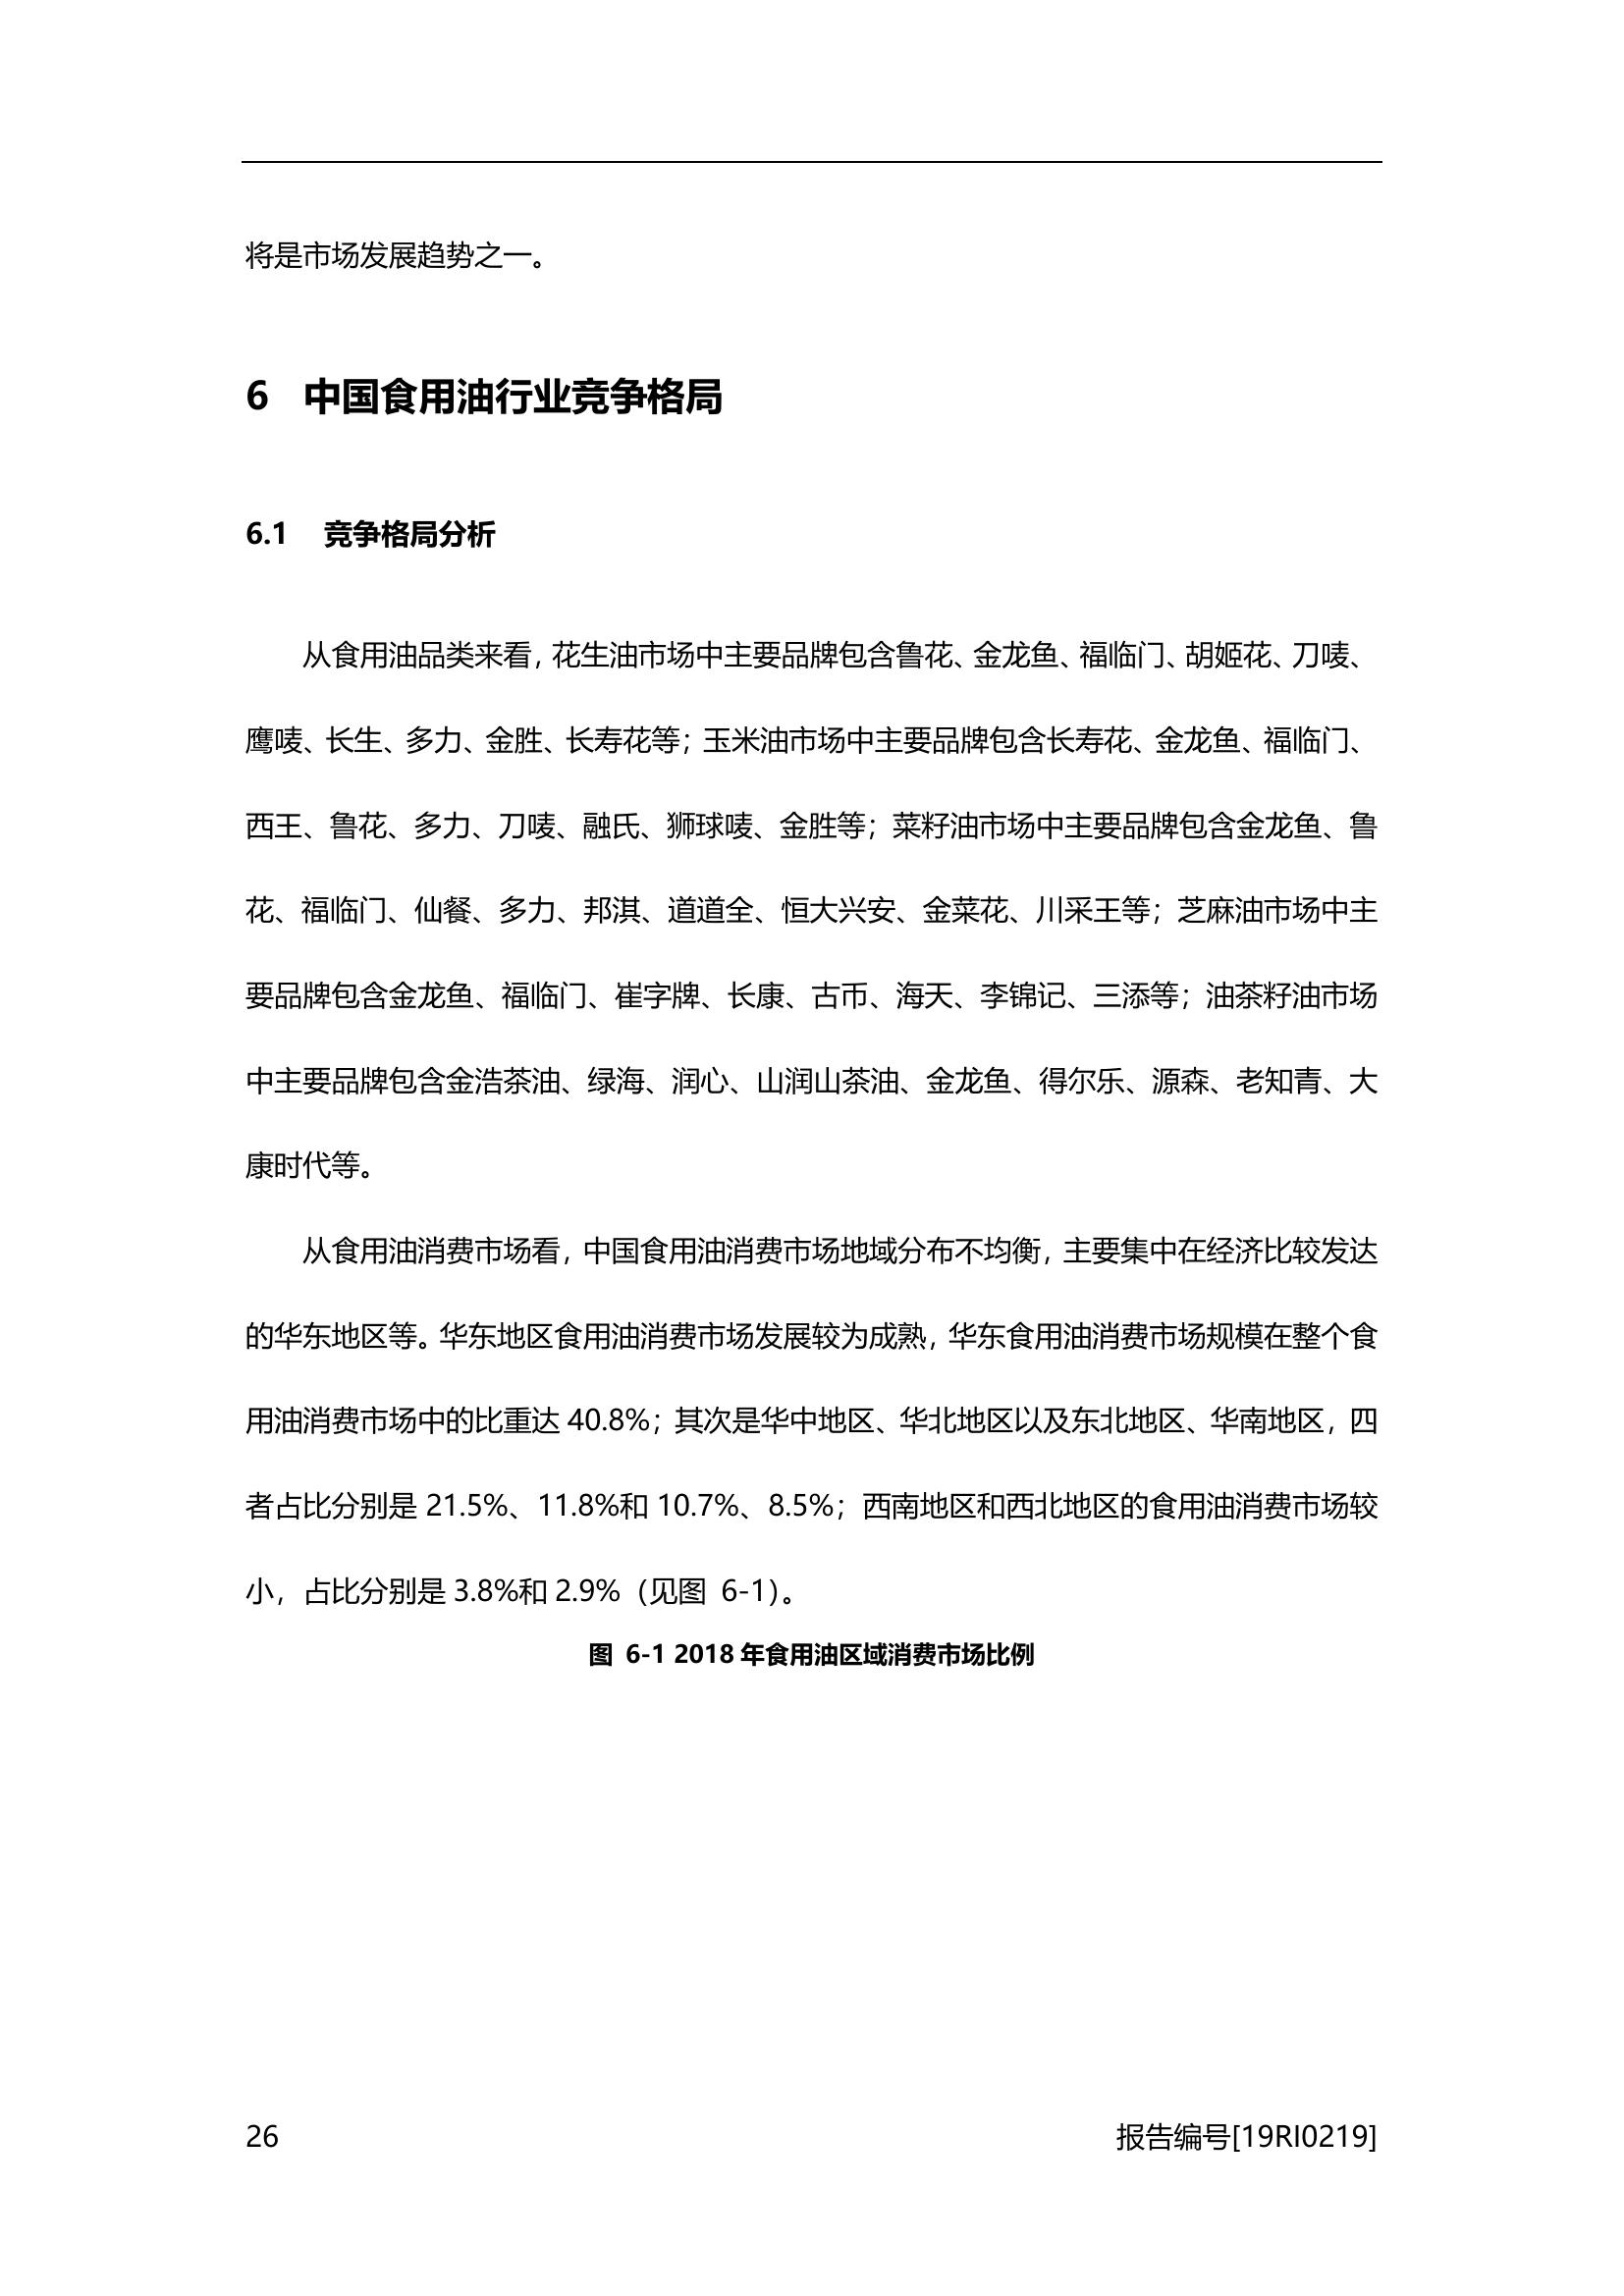 将是市场发展趋势之一。
6 中国食用油行业竞争格局
6.1 竞争格局分析
从食用油品类来看,花生油市场中主要品牌包含鲁花、金龙鱼、福临门、胡姬花、刀唛、
鹰唛、长生、多力、金胜、长寿花等；玉米油市场中主要品牌包含长寿花、金龙鱼、福临门、
西王、鲁花、多力、刀唛、融氏、狮球唛、金胜等；菜籽油市场中主要品牌包含金龙鱼、鲁
花、福临门、仙餐、多力、邦淇、道道全、恒大兴安、金菜花、川采王等；芝麻油市场中主
要品牌包含金龙鱼、福临门、崔字牌、长康、古币、海天、李锦记、三添等；油茶籽油市场
中主要品牌包含金浩茶油、绿海、润心、山润山茶油、金龙鱼、得尔乐、源森、老知青、大
康时代等。
从食用油消费市场看，中国食用油消费市场地域分布不均衡，主要集中在经济比较发达
的华东地区等。华东地区食用油消费市场发展较为成熟，华东食用油消费市场规模在整个食
用油消费市场中的比重达 40.8%；其次是华中地区、华北地区以及东北地区、华南地区，四
者占比分别是 21.5%、11.8%和 10.7%、8.5%；西南地区和西北地区的食用油消费市场较
小，占比分别是 3.8%和 2.9%（见图 6-1）。
图 6-1 2018 年食用油区域消费市场比例
26
报告编号[19RI0219]